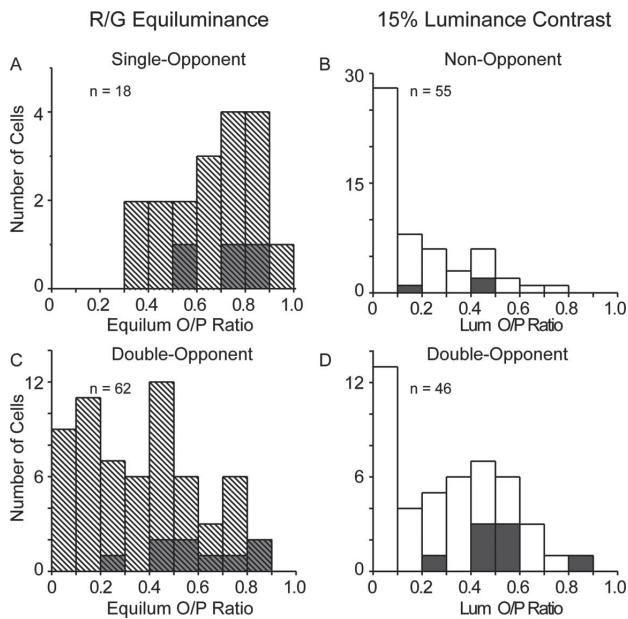 R/G Equiluminance
15% Luminance Contrast
A
Single-Opponent
n = 18
Number of Cells
4
2
0
0
0.2
0.4
0.6
0.8
1.0
Equilum O/P Ratio
B
Non-Opponent
n = 55
30
15
0
0
0.2
0.4
0.6
0.8
1.0
Lum O/P Ratio
C
Double-Opponent
n = 62
Number of Cells
12
6
0
0
0.2
0.4
0.6
0.8
1.0
Equilum O/P Ratio
D
Double-Opponent
n = 46
12
6
0
0
0.2
0.4
0.6
0.8
1.0
Lum O/P Ratio